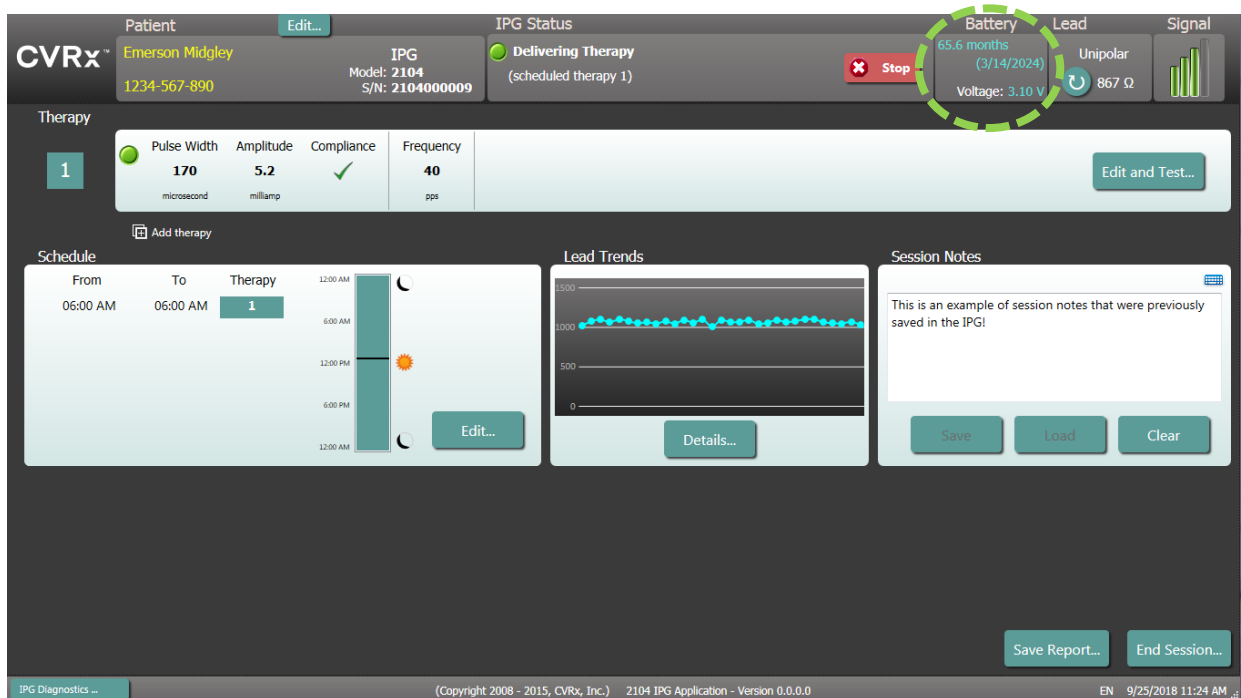 Patient
Edit...
IPG Status
Battery
Lead
Signal
CVRx™
Emerson Midgley
1234-567-890
IPG
Model: 2104
S/N: 2104000009
Delivering Therapy
(scheduled therapy 1)
Stop
65.6 months
(3/14/2024)
Voltage: 3.10 V
Unipolar
867 Ω
Therapy
1
Pulse Width Amplitude Compliance Frequency
170 5.2 40
microsecond milliamp pps
Edit and Test...
Add therapy
Schedule
From To Therapy
06:00 AM 06:00 AM 1
12:00 AM
6:00 AM
12:00 PM
6:00 PM
12:00 AM
Edit...
Lead Trends
1500
1000
500
0
Details...
Session Notes
This is an example of session notes that were previously
saved in the IPG!
Save Load Clear
Save Report... End Session...
IPG Diagnostics ...
(Copyright 2008 - 2015, CVRx, Inc.) 2104 IPG Application - Version 0.0.0.0
EN 9/25/2018 11:24 AM